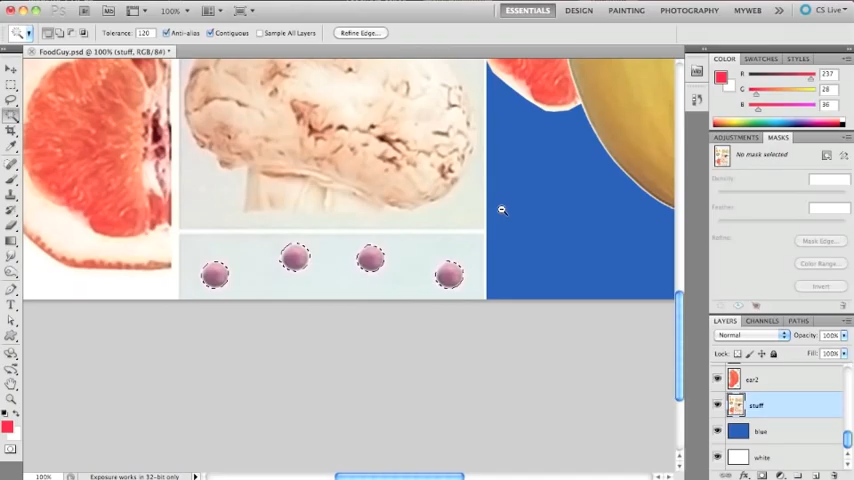 Ps Br Mb 100% ESSENTIALS DESIGN PAINTING PHOTOGRAPHY MYWEB >> CS Live
Tolerance: 120 Anti-alias Contiguous Sample All Layers Refine Edge...
FoodGuy.psd @ 100% (stuff, RGB/8#) *
COLOR SWATCHES STYLES
R 237
G 28
B 36
ADJUSTMENTS MASKS
No mask selected
Density:
Feather:
Refine: Mask Edge...
Color Range...
Invert
LAYERS CHANNELS PATHS
Normal Opacity: 100%
Lock: Fill: 100%
ear2
stuff
blue
white
100% Exposure works in 32-bit only